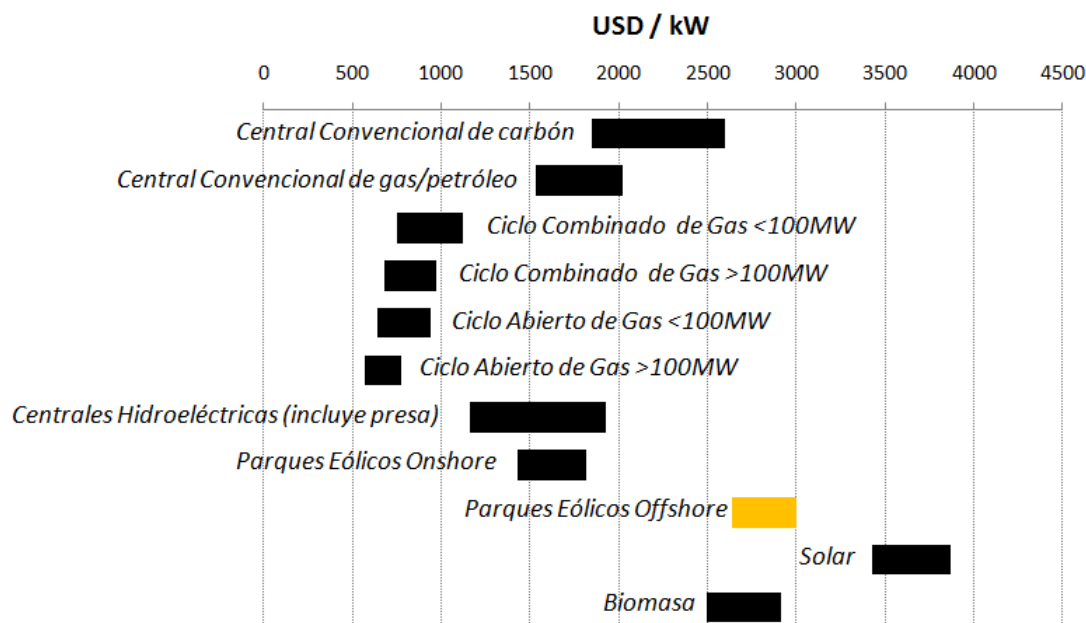 USD / kW
0 500 1000 1500 2000 2500 3000 3500 4000 4500
Central Convencional de carbón
Central Convencional de gas/petróleo
Ciclo Combinado de Gas <100MW
Ciclo Combinado de Gas >100MW
Ciclo Abierto de Gas <100MW
Ciclo Abierto de Gas >100MW
Centrales Hidroeléctricas (incluye presa)
Parques Eólicos Onshore
Parques Eólicos Offshore
Solar
Biomasa